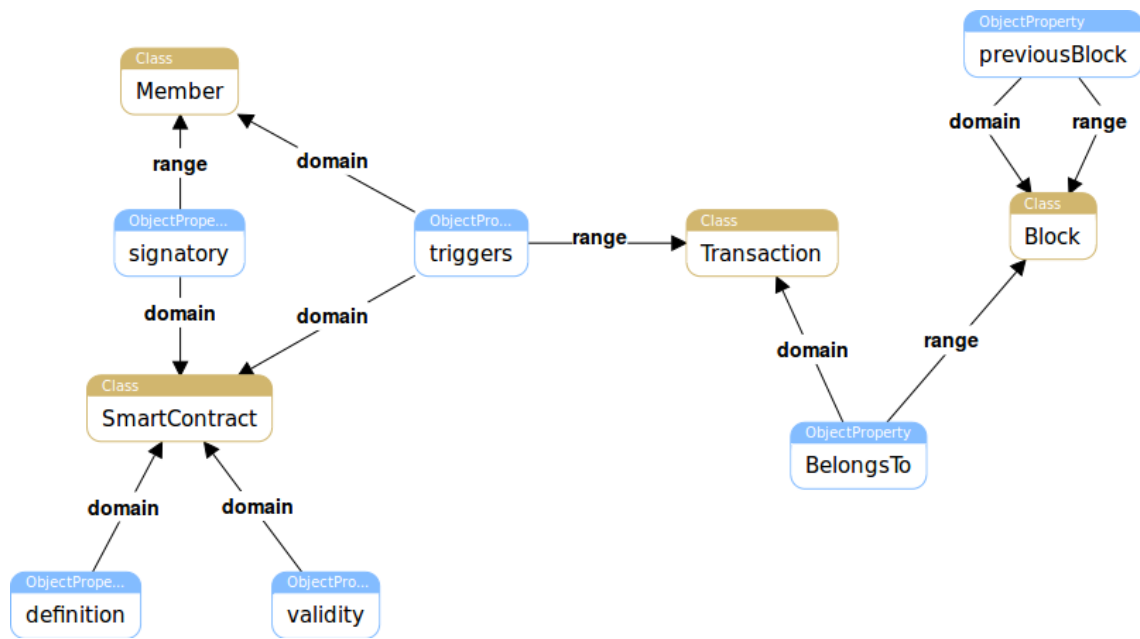 ObjectProperty
previousBlock
Class
Member
domain
range
range
domain
ObjectPrope...
signatory
ObjectPro...
triggers
range
Class
Transaction
Class
Block
domain
domain
domain
range
Class
SmartContract
ObjectProperty
BelongsTo
domain
domain
ObjectPrope...
definition
ObjectPro...
validity